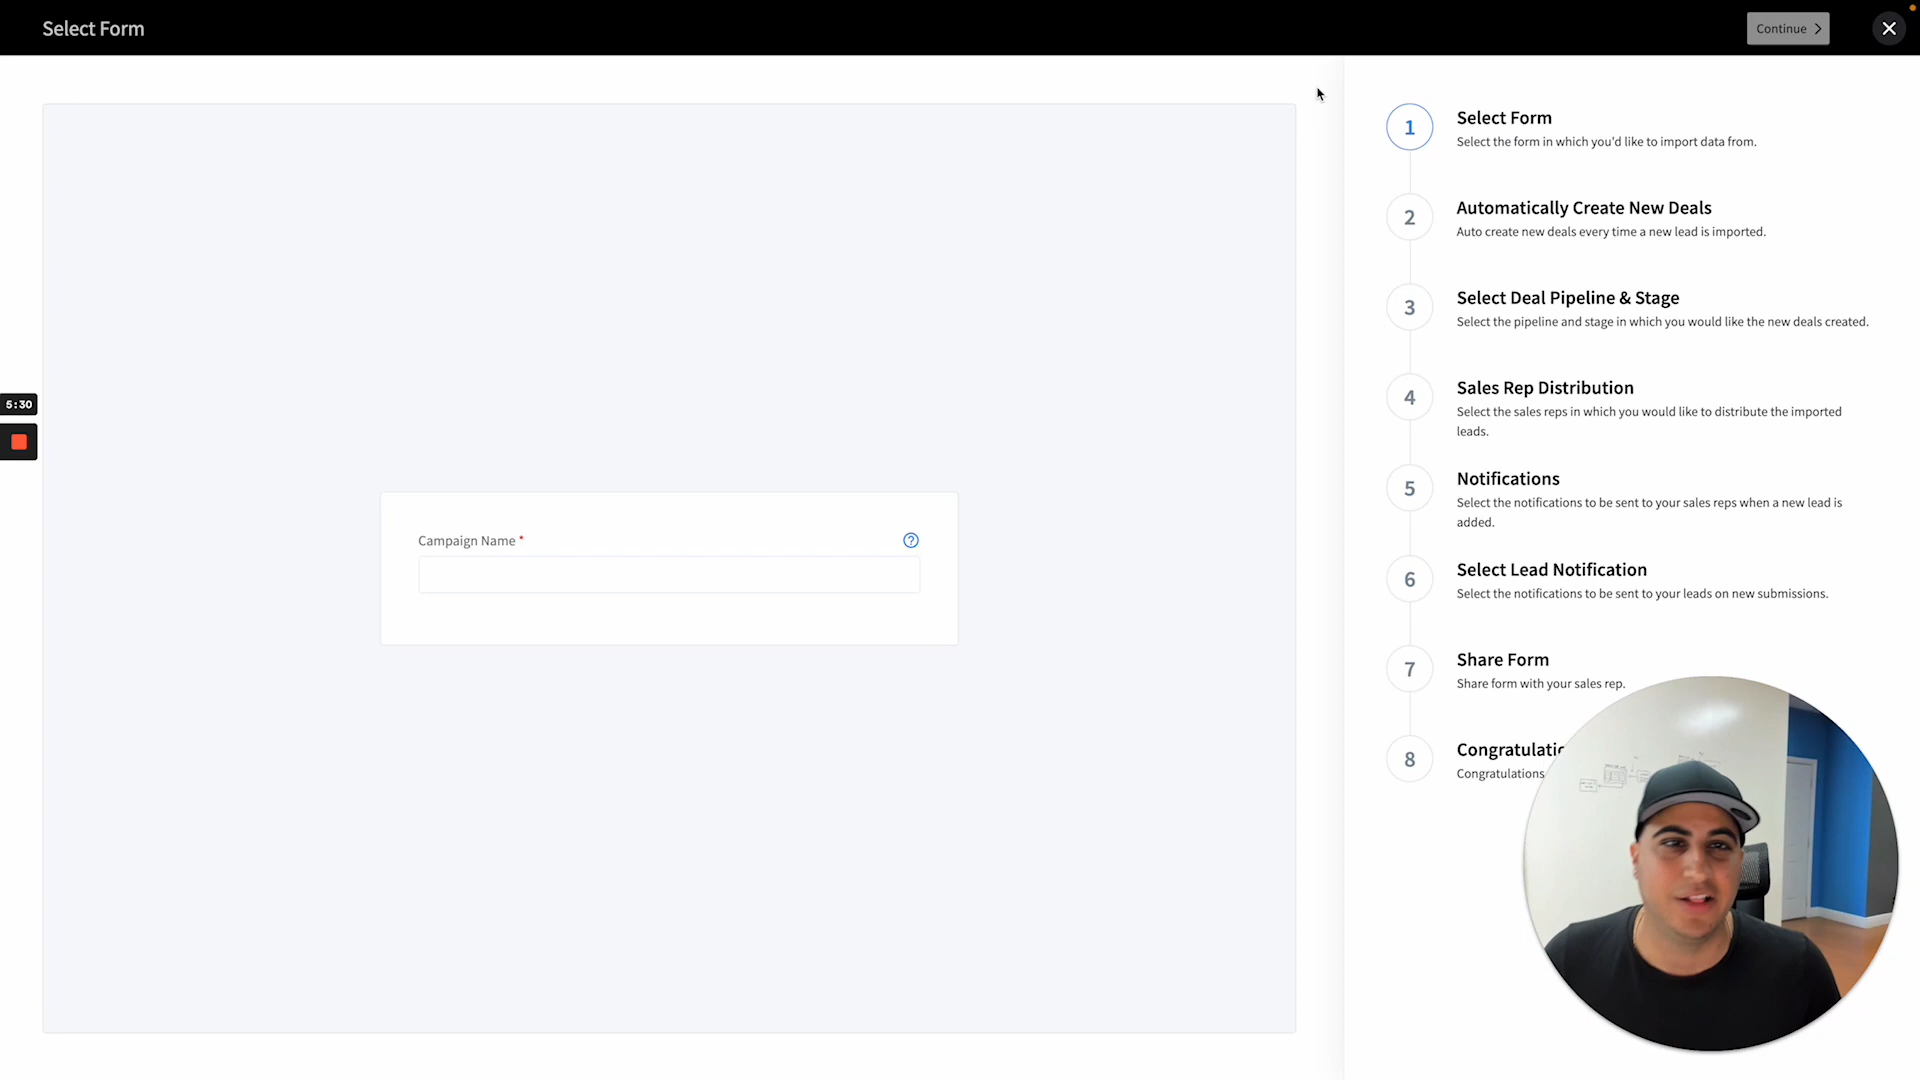 Select Form
Continue
5:30
Campaign Name *
?
1
Select Form
Select the form in which you'd like to import data from.
2
Automatically Create New Deals
Auto create new deals every time a new lead is imported.
3
Select Deal Pipeline & Stage
Select the pipeline and stage in which you would like the new deals created.
4
Sales Rep Distribution
Select the sales reps in which you would like to distribute the imported
leads.
5
Notifications
Select the notifications to be sent to your sales reps when a new lead is
added.
6
Select Lead Notification
Select the notifications to be sent to your leads on new submissions.
7
Share Form
Share form with your sales rep.
8
Congratulatio
Congratulations